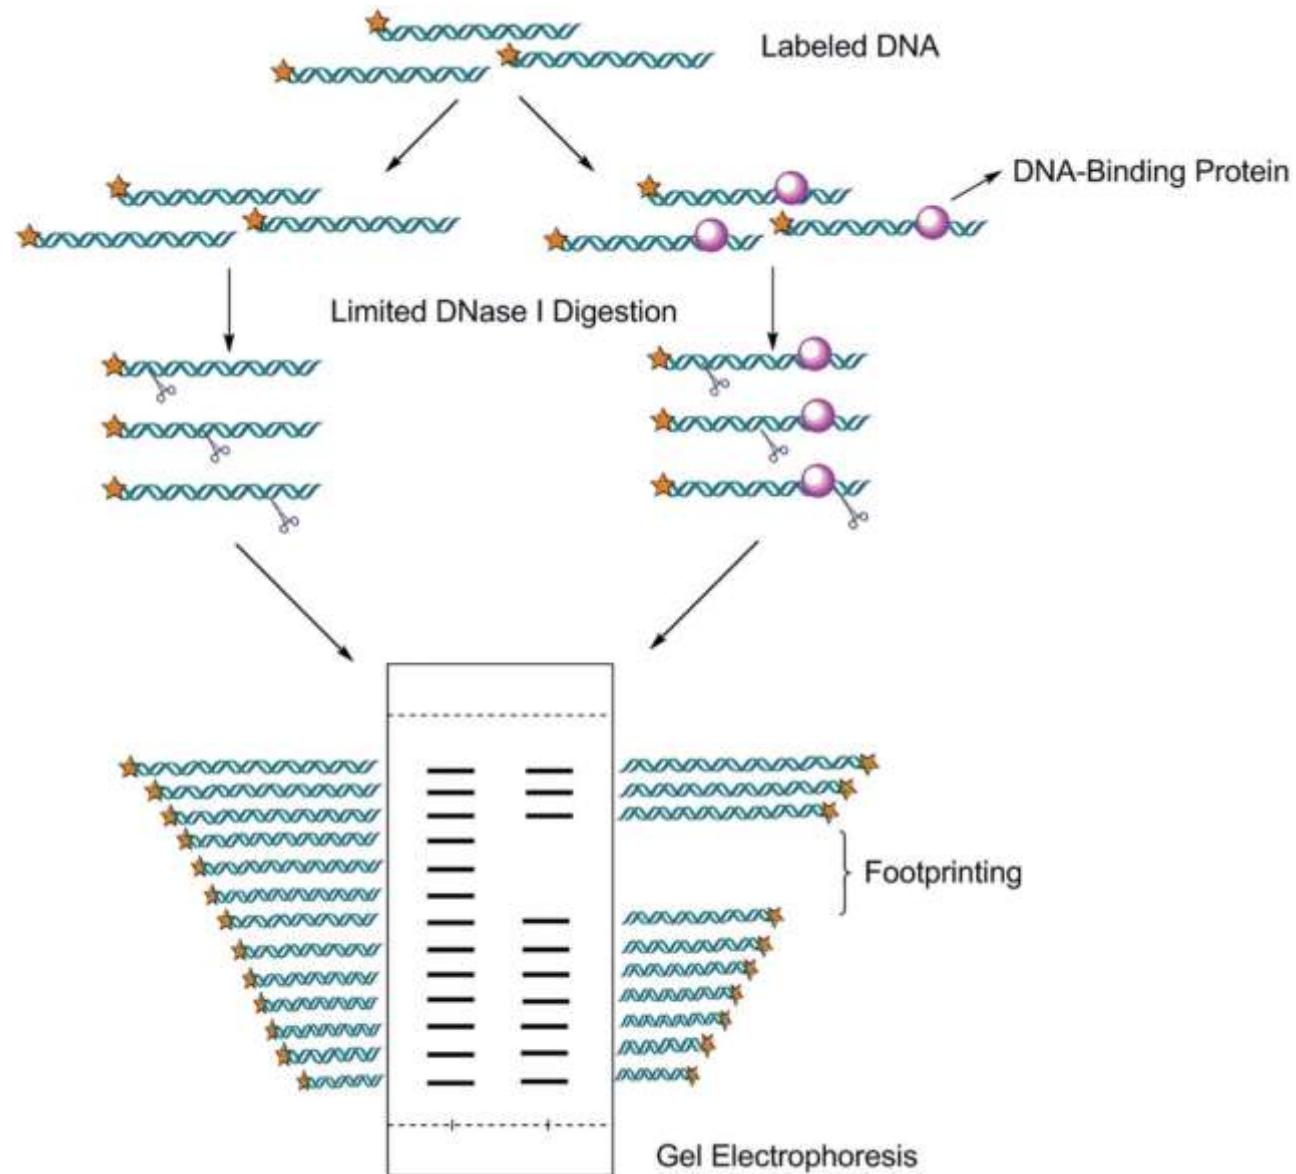 Labeled DNA
DNA-Binding Protein
Limited DNase I Digestion
Footprinting
Gel Electrophoresis